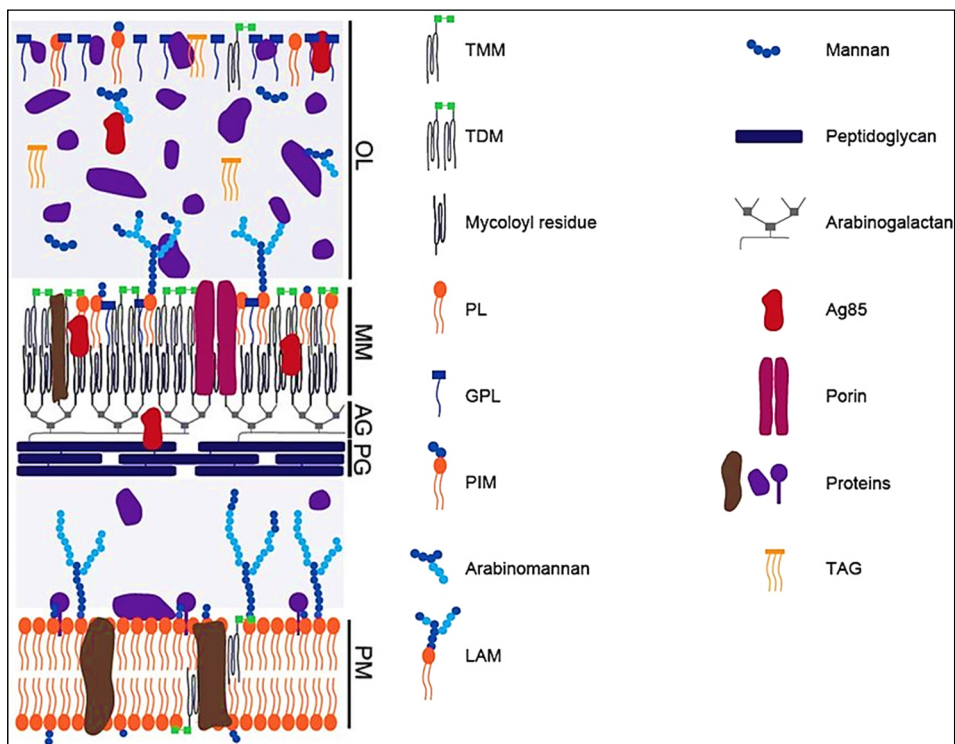 OL
MM
AG
PG
PM
TMM
TDM
Mycoloyl residue
PL
GPL
PIM
Arabinomannan
LAM
Mannan
Peptidoglycan
Arabinogalactan
Ag85
Porin
Proteins
TAG